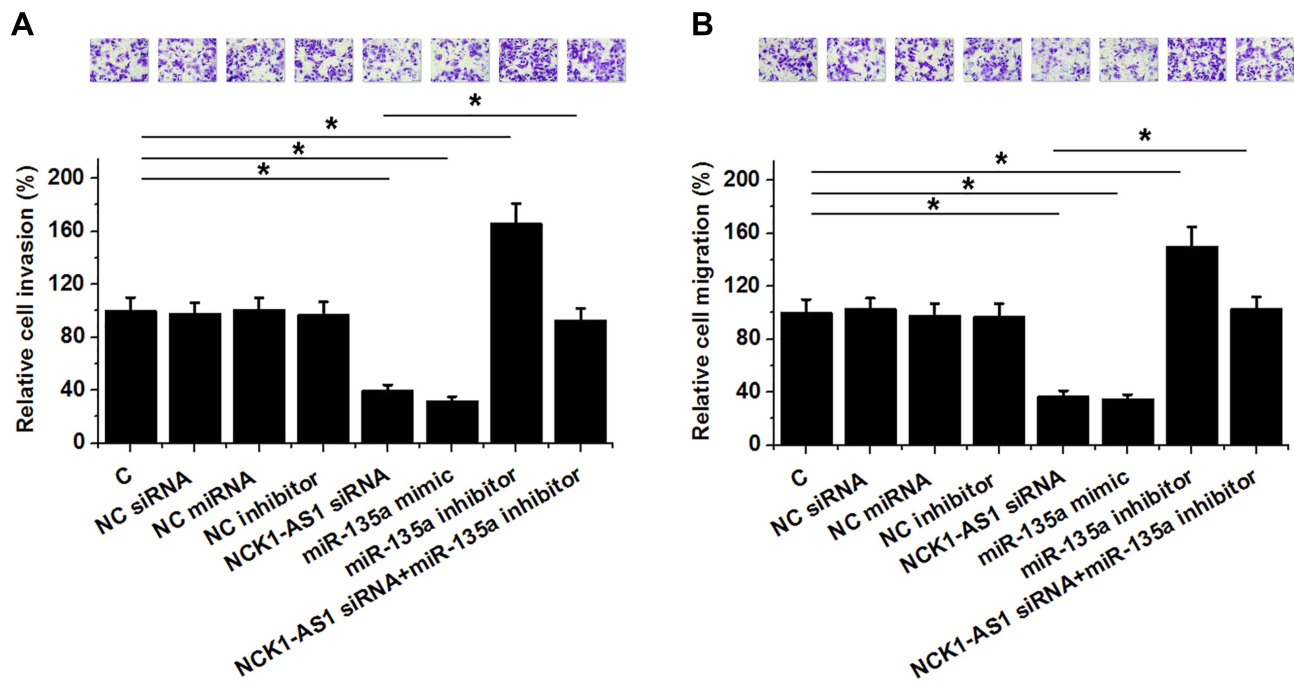 A
*
*
*
*
Relative cell invasion (%)
200
160
120
80
40
0
C
NC siRNA
NC miRNA
NC inhibitor
NCK1-AS1 siRNA
miR-135a mimic
miR-135a inhibitor
NCK1-AS1 siRNA+miR-135a inhibitor
B
*
*
*
*
Relative cell migration (%)
200
160
120
80
40
0
C
NC siRNA
NC miRNA
NC inhibitor
NCK1-AS1 siRNA
miR-135a mimic
miR-135a inhibitor
NCK1-AS1 siRNA+miR-135a inhibitor